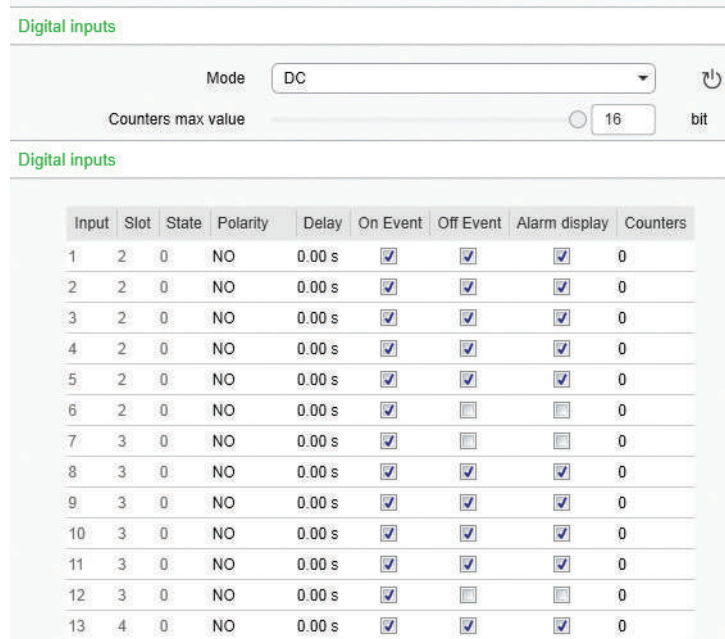 Digital inputs
Mode DC
Counters max value 16 bit
Digital inputs
Input Slot State Polarity Delay On Event Off Event Alarm display Counters
1 2 0 NO 0.00 s 0
2 2 0 NO 0.00 s 0
3 2 0 NO 0.00 s 0
4 2 0 NO 0.00 s 0
5 2 0 NO 0.00 s 0
6 2 0 NO 0.00 s 0
7 3 0 NO 0.00 s 0
8 3 0 NO 0.00 s 0
9 3 0 NO 0.00 s 0
10 3 0 NO 0.00 s 0
11 3 0 NO 0.00 s 0
12 3 0 NO 0.00 s 0
13 4 0 NO 0.00 s 0